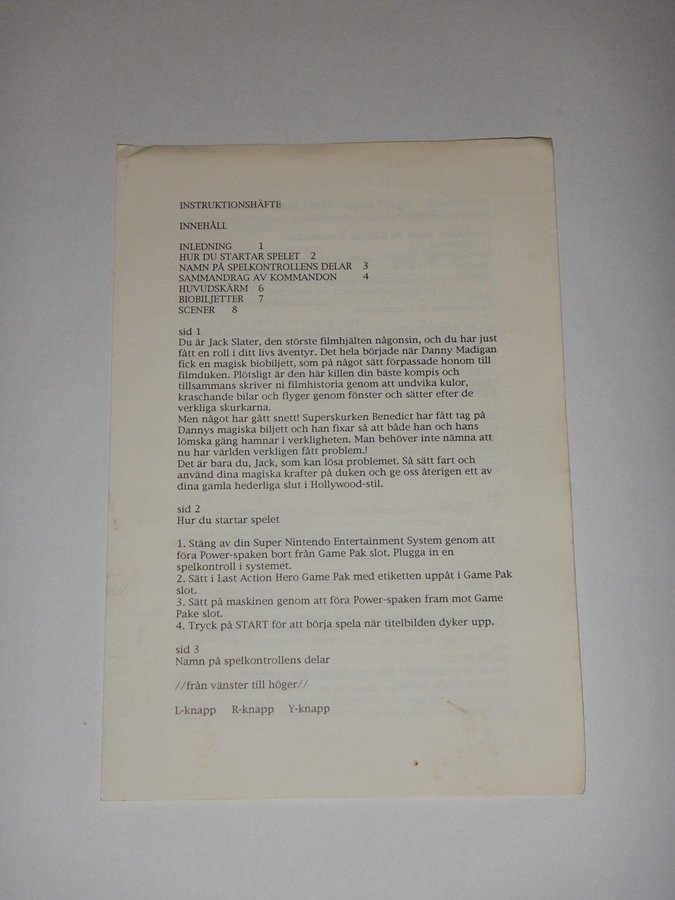 INSTRUKTIONSHÄFTE
INNEHÅLL
INLEDNING 1
HUR DU STARTAR SPELET 2
NAMN PÅ SPELKONTROLLENS DELAR 3
SAMMANDRAG AV KOMMANDON 4
HUVUDSKÄRM 6
BIOBILJETTER 7
SCENER 8
sid 1
Du är Jack Slater, den störste filmhjälten någonsin, och du har just
fått en roll i ditt livs äventyr. Det hela började när Danny Madigan
fick en magisk biobiljett, som på något sätt förpassade honom till
filmduken. Plötsligt är den här killen din bäste kompis och
tillsammans skriver ni filmhistoria genom att undvika kulor,
kraschande bilar och flyger genom fönster och sätter efter de
verkliga skurkarna.
Men något har gått snett! Superskurken Benedict har fått tag på
Dannys magiska biljett och han fixar så att både han och hans
lömska gäng hamnar i verkligheten. Man behöver inte nämna att
nu har världen verkligen fått problem.!
Det är bara du, Jack, som kan lösa problemet. Så sätt fart och
använd dina magiska krafter på duken och ge oss återigen ett av
dina gamla hederliga slut i Hollywood-stil.
sid 2
Hur du startar spelet
1. Stäng av din Super Nintendo Entertainment System genom att
föra Power-spaken bort från Game Pak slot. Plugga in en
spelkontroll i systemet.
2. Sätt i Last Action Hero Game Pak med etiketten uppåt i Game Pak
slot.
3. Sätt på maskinen genom att föra Power-spaken fram mot Game
Pake slot.
4. Tryck på START för att börja spela när titelbilden dyker upp.
sid 3
Namn på spelkontrollens delar
//från vänster till höger//
L-knapp R-knapp Y-knapp